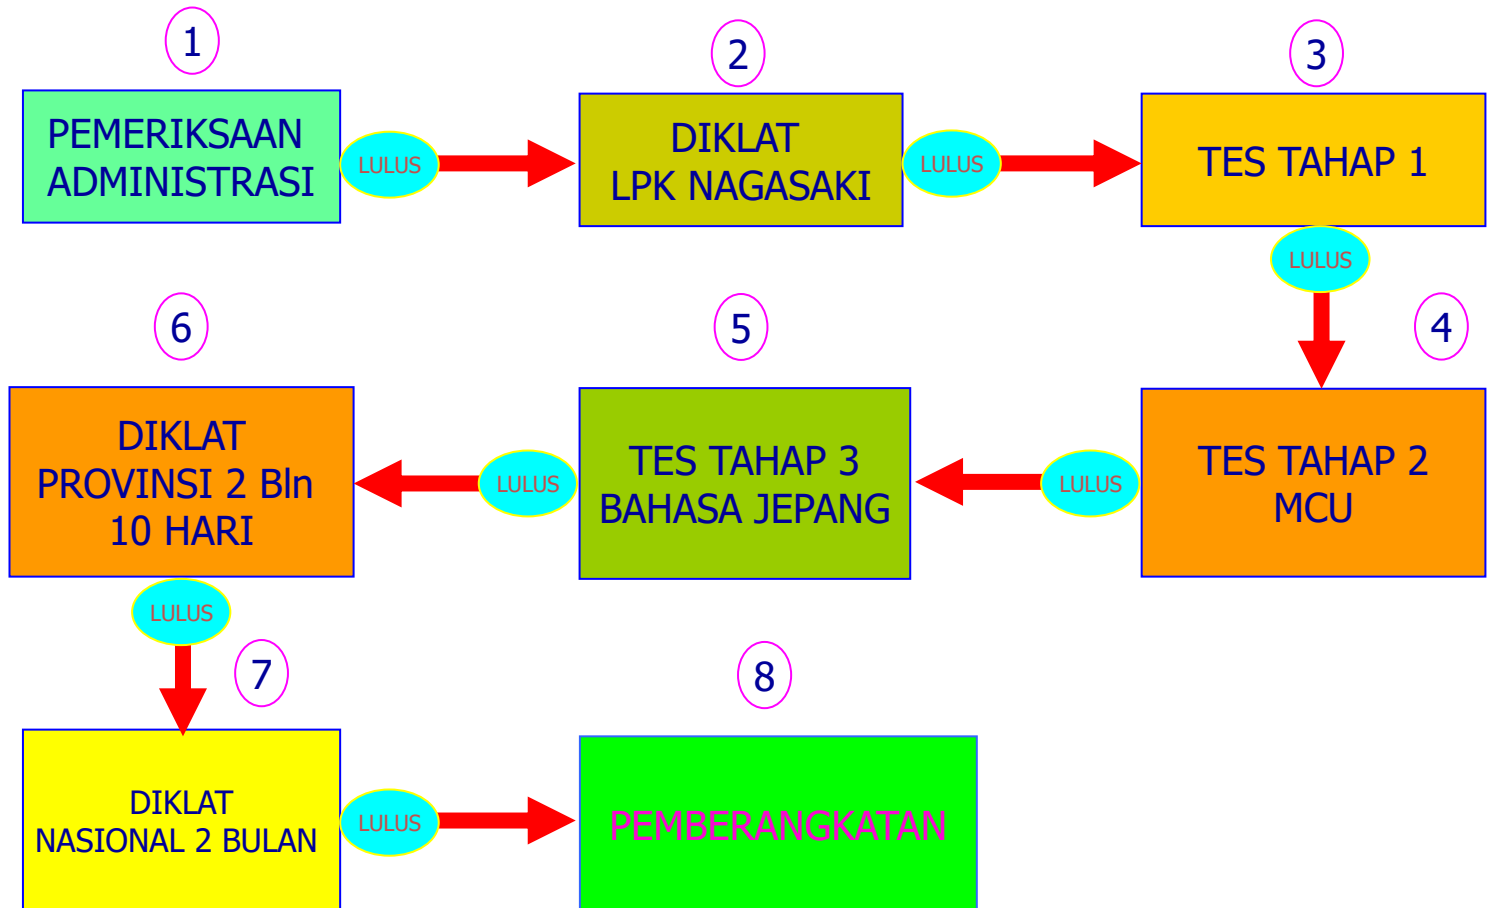 1
PEMERIKSAAN
ADMINISTRASI
LULUS
2
DIKLAT
LPK NAGASAKI
LULUS
3
TES TAHAP 1
LULUS
4
TES TAHAP 2
MCU
LULUS
5
TES TAHAP 3
BAHASA JEPANG
LULUS
6
DIKLAT
PROVINSI 2 Bln
10 HARI
LULUS
7
DIKLAT
NASIONAL 2 BULAN
LULUS
8
PEMBERANGKATAN